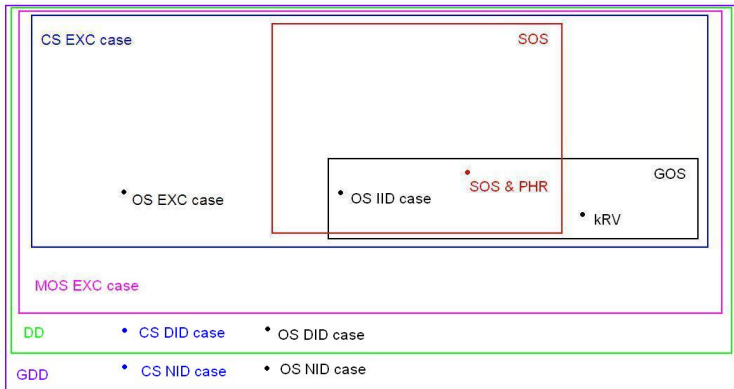 CS EXC case
SOS
GOS
SOS & PHR
OS EXC case
OS IID case
kRV
MOS EXC case
DD
CS DID case
OS DID case
GDD
CS NID case
OS NID case